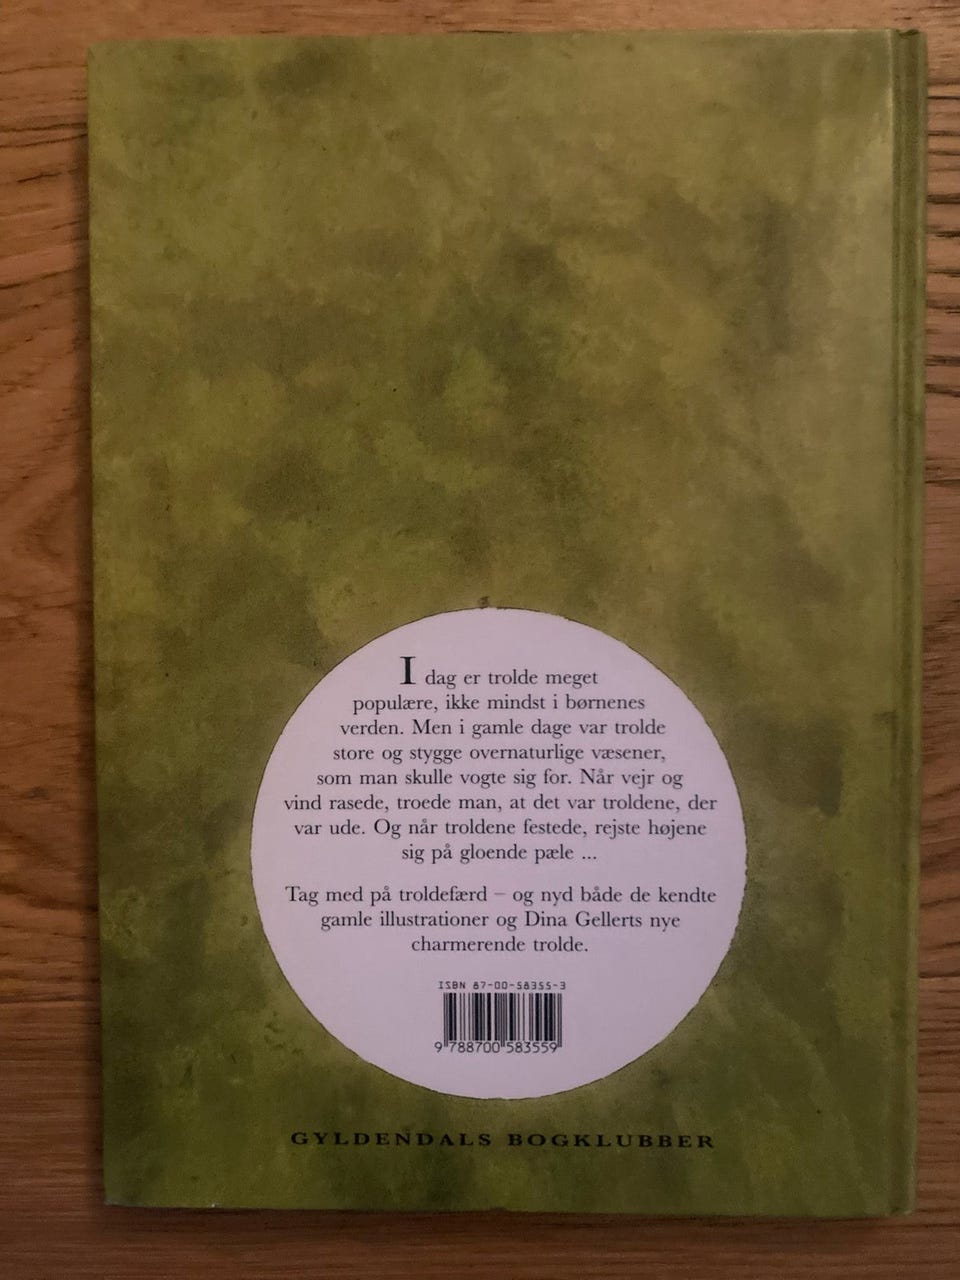 I dag er trolde meget
populære, ikke mindst i børnenes
verden. Men i gamle dage var trolde
store og stygge overnaturlige væsener,
som man skulle vogte sig for. Når vejr og
vind rasede, troede man, at det var troldene, der
var ude. Og når troldene festede, rejste højene
sig på gloende pæle ...
Tag med på troldefærd – og nyd både de kendte
gamle illustrationer og Dina Gellerts nye
charmerende trolde.
ISBN 87-00-58355-3
9 788700 583559
GYLDENDALS BOGKLUBBER